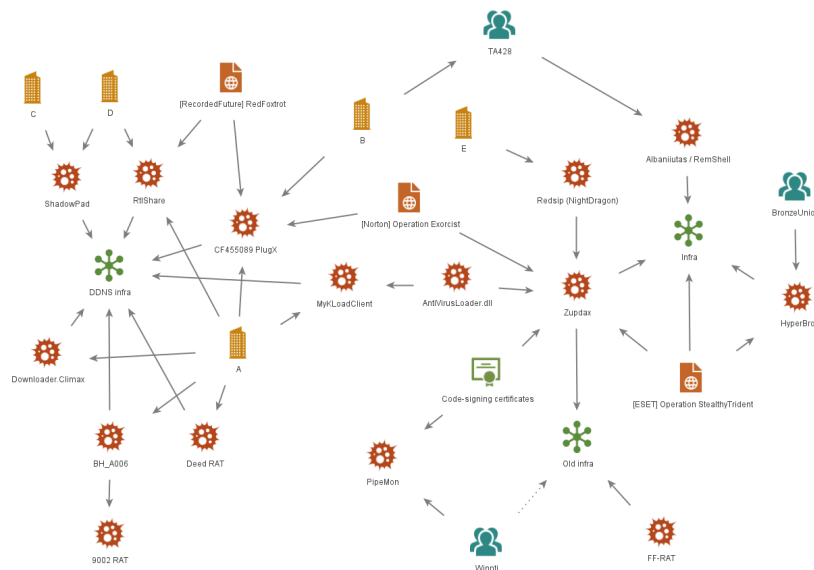 TA428
C
D
[RecordedFuture] RedFoxtrot
B
E
Albaniiutas / RemShell
ShadowPad
RtlShare
Redsip (NightDragon)
BronzeUnio
[Norton] Operation Exorcist
CF455089 PlugX
Infra
DDNS infra
MyKLoadClient
AntiVirusLoader.dll
Zupdax
HyperBro
A
Downloader.Climax
Code-signing certificates
[ESET] Operation StealthyTrident
BH_A006
Deed RAT
PipeMon
Old infra
9002 RAT
Winnti
FF-RAT